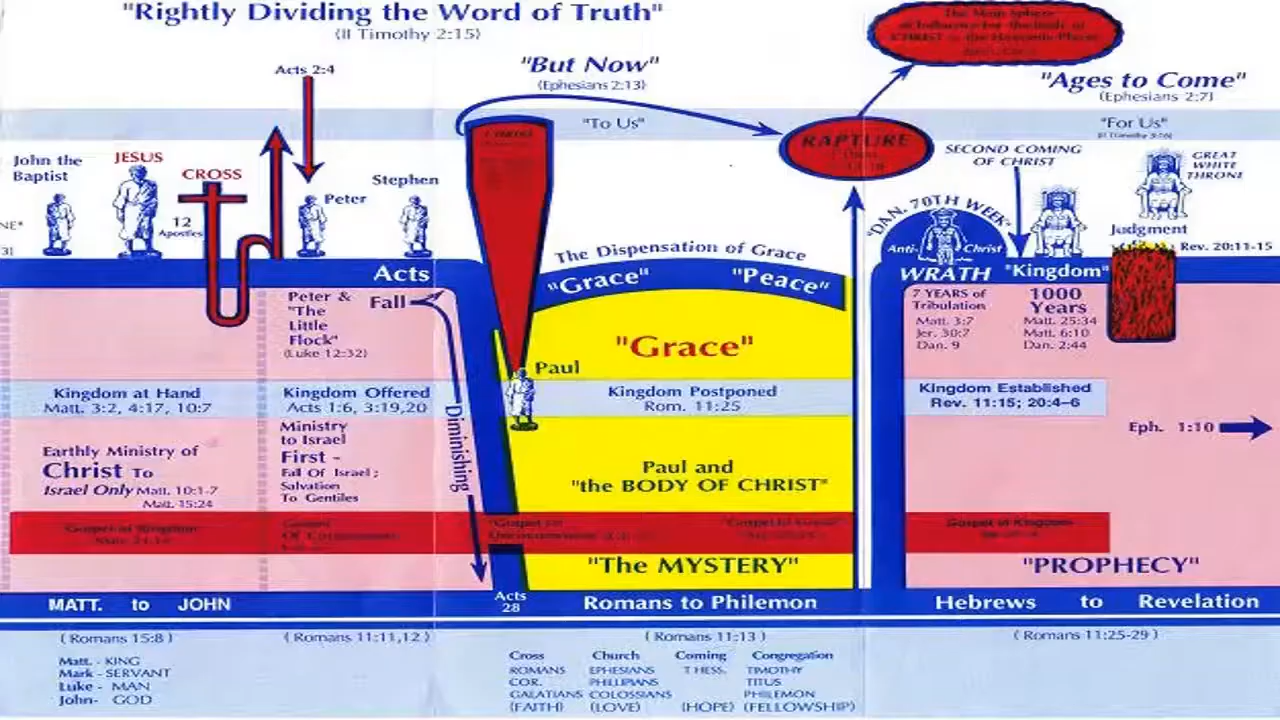 "Rightly Dividing the Word of Truth"
(II Timothy 2:15)
Acts 2:4
"But Now"
(Ephesians 2:13)
"To Us"
RAPTURE
"Ages to Come"
(Ephesians 2:7)
"For Us"
John the
Baptist
JESUS
12
Apostles
CROSS
Peter
Stephen
SECOND COMING
OF CHRIST
GREAT
WHITE
THRONE
Judgment
Rev. 20:11-15
"DAN. 70TH WEEK"
Anti-Christ
The Dispensation of Grace
"Grace" "Peace"
Acts
WRATH "Kingdom"
Peter &
"The
Little
Flock"
(Luke 12:32)
Fall
Diminishing
"Grace"
Paul
7 YEARS of
Tribulation
Matt. 3:7
Jer. 30:7
Dan. 9
1000
Years
Matt. 25:34
Matt. 6:10
Dan. 2:44
Kingdom at Hand
Matt. 3:2, 4:17, 10:7
Kingdom Offered
Acts 1:6, 3:19,20
Kingdom Postponed
Rom. 11:25
Kingdom Established
Rev. 11:15; 20:4–6
Eph. 1:10
Earthly Ministry of
Christ To
Israel Only Matt. 10:1-7
Matt. 15:24
Ministry
to Israel
First -
Fall Of Israel;
Salvation
To Gentiles
Paul and
"the BODY OF CHRIST"
Gospel of Kingdom
Gospel of Kingdom
"The MYSTERY"
"PROPHECY"
MATT. to JOHN
Acts
28
Romans to Philemon
Hebrews to Revelation
(Romans 15:8)
(Romans 11:11,12)
(Romans 11:13)
(Romans 11:25-29)
Matt. - KING
Mark - SERVANT
Luke - MAN
John- GOD
Cross Church Coming Congregation
ROMANS EPHESIANS T HESS. TIMOTHY
COR. PHILLIPIANS TITUS
GALATIANS COLOSSIANS PHILEMON
(FAITH) (LOVE) (HOPE) (FELLOWSHIP)